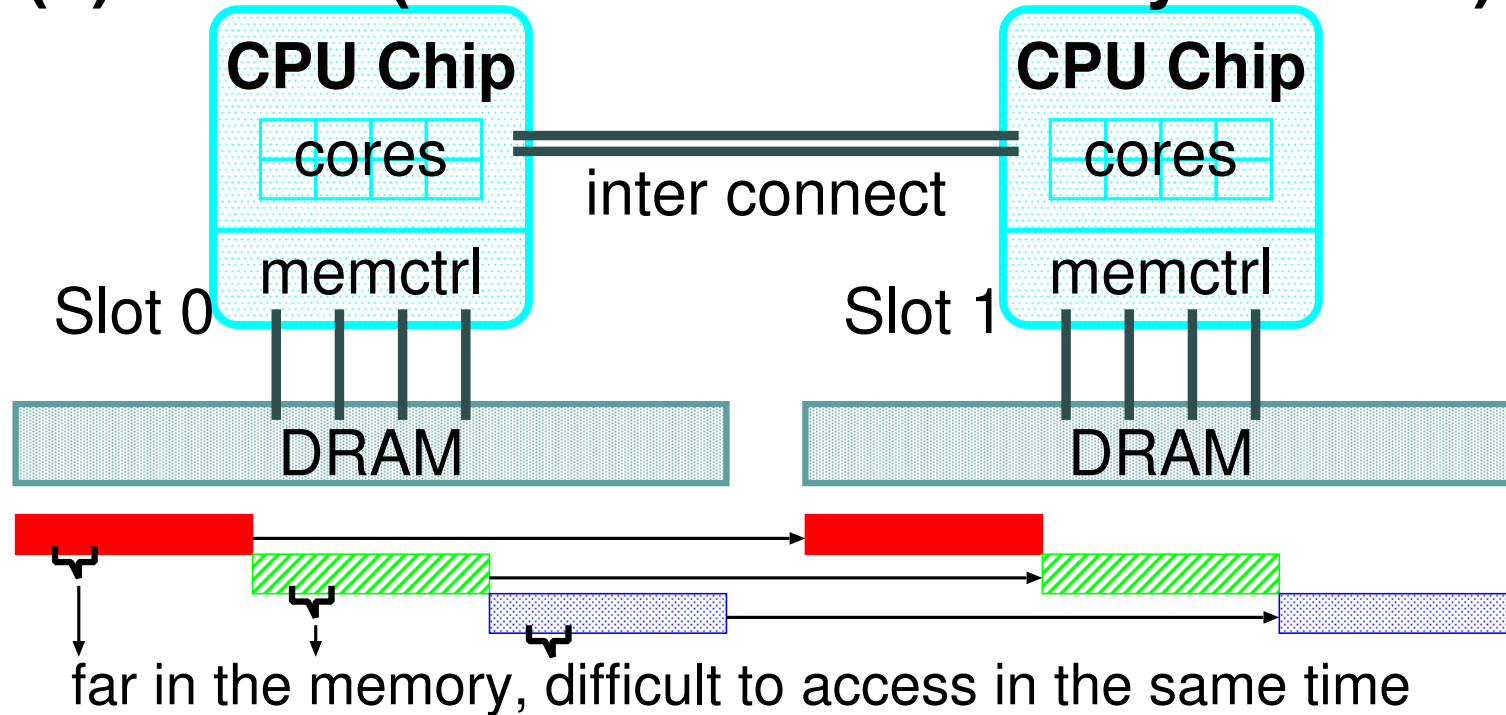 CPU Chip CPU Chip
cores cores
inter connect
memctrl memctrl
Slot 0 Slot 1
DRAM DRAM
far in the memory, difficult to access in the same time